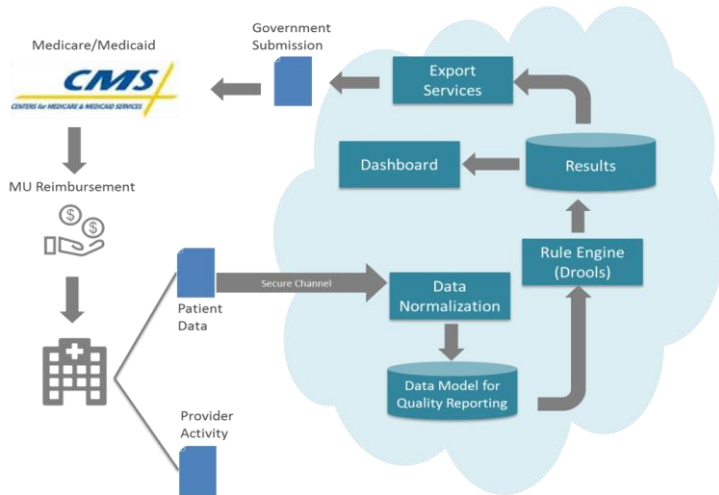 Medicare/Medicaid
CMS
CENTERS for MEDICARE & MEDICAID SERVICES
Government
Submission
Export
Services
Dashboard
Results
MU Reimbursement
$
$
Rule Engine
(Drools)
Secure Channel
Patient
Data
Data
Normalization
Data Model for
Quality Reporting
Provider
Activity